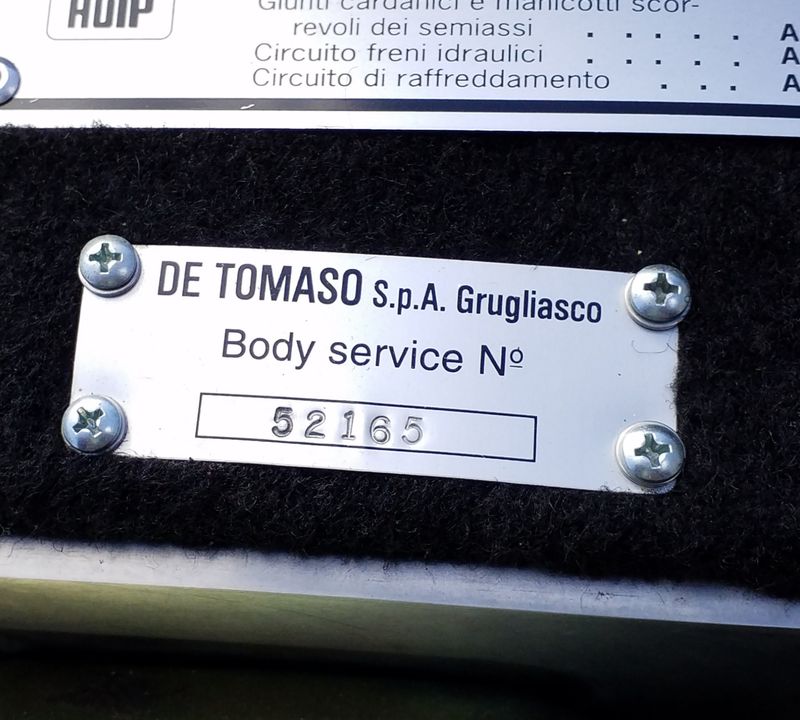 AGIP
Giunti cardanici e manicotti scor-
revoli dei semiassi . . . . . A
Circuito freni idraulici . . . . . A
Circuito di raffreddamento . . . A
DE TOMASO S.p.A. Grugliasco
Body service Nº
52165